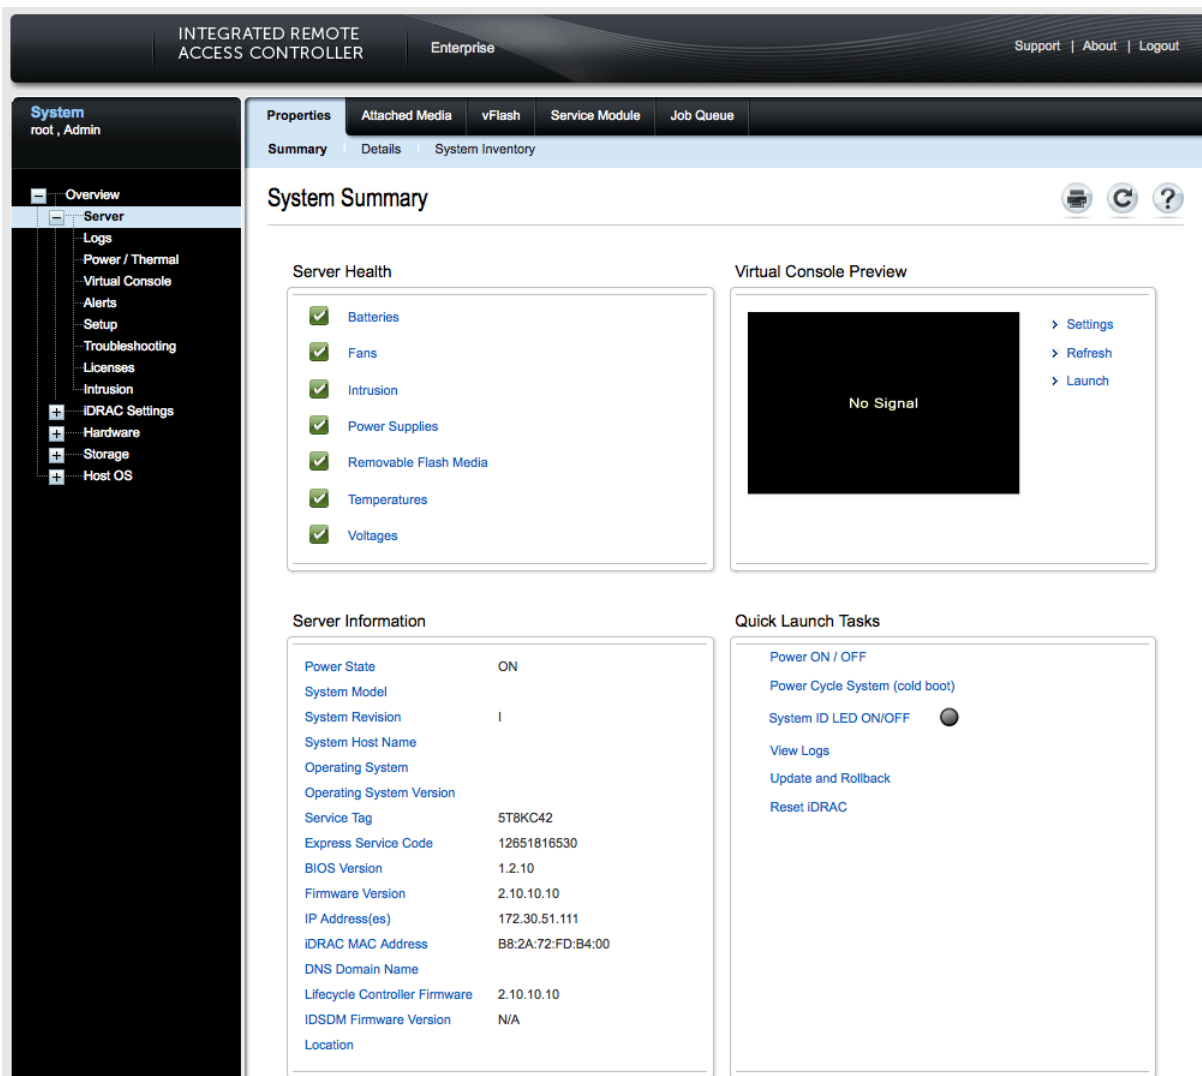 INTEGRATED REMOTE
ACCESS CONTROLLER
Enterprise
Support | About | Logout
System
root , Admin
Properties
Attached Media
vFlash
Service Module
Job Queue
Summary
Details
System Inventory
Overview
Server
Logs
Power / Thermal
Virtual Console
Alerts
Setup
Troubleshooting
Licenses
Intrusion
iDRAC Settings
Hardware
Storage
Host OS
System Summary
Server Health
Batteries
Fans
Intrusion
Power Supplies
Removable Flash Media
Temperatures
Voltages
Virtual Console Preview
No Signal
Settings
Refresh
Launch
Server Information
Power State ON
System Model
System Revision I
System Host Name
Operating System
Operating System Version
Service Tag 5T8KC42
Express Service Code 12651816530
BIOS Version 1.2.10
Firmware Version 2.10.10.10
IP Address(es) 172.30.51.111
iDRAC MAC Address B8:2A:72:FD:B4:00
DNS Domain Name
Lifecycle Controller Firmware 2.10.10.10
IDSDM Firmware Version N/A
Location
Quick Launch Tasks
Power ON / OFF
Power Cycle System (cold boot)
System ID LED ON/OFF
View Logs
Update and Rollback
Reset iDRAC